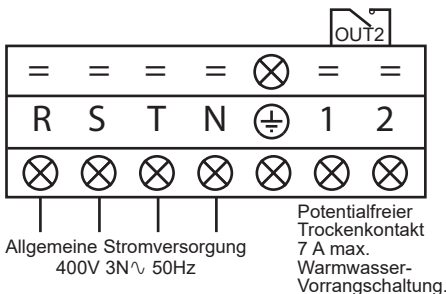 OUT2
= = = = = =
R S T N 1 2
Allgemeine Stromversorgung
400V 3N∿ 50Hz
Potentialfreier
Trockenkontakt
7 A max.
Warmwasser-
Vorrangschaltung.